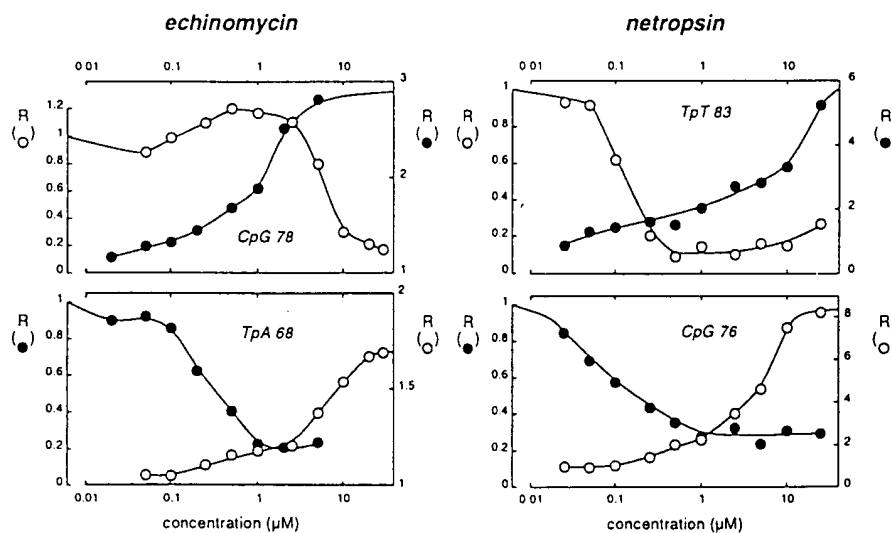 echinomycin
netropsin
0 01 0.1 1 10
0 01 0.1 1 10
R (○)
1.2
1
0.8
0.6
0.4
0.2
0
CpG 78
3
2
1
R (●)
R (○)
1
0.8
0.6
0.4
0.2
0
TpT 83
6
4
2
0
R (●)
R (●)
1
0.8
0.6
0.4
0.2
0
TpA 68
2
1.5
1
R (○)
R (●)
1
0.8
0.6
0.4
0.2
0
CpG 76
8
6
4
2
0
R (○)
0 01 0.1 1 10
0 01 0.1 1 10
concentration (µM)
concentration (µM)